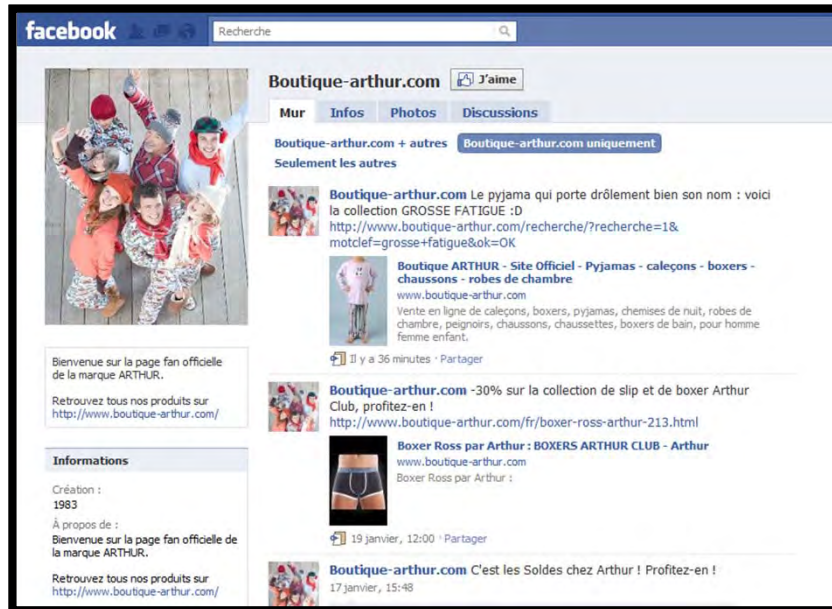 facebook
Recherche
Boutique-arthur.com
J'aime
Mur
Infos
Photos
Discussions
Boutique-arthur.com + autres
Boutique-arthur.com uniquement
Seulement les autres
Boutique-arthur.com Le pyjama qui porte drôlement bien son nom : voici
la collection GROSSE FATIGUE :D
http://www.boutique-arthur.com/recherche/?recherche=1&
motclef=grosse+fatigue&ok=OK
Boutique ARTHUR - Site Officiel - Pyjamas - caleçons - boxers -
chaussons - robes de chambre
www.boutique-arthur.com
Vente en ligne de caleçons, boxers, pyjamas, chemises de nuit, robes de
chambre, peignoirs, chaussons, chaussettes, boxers de bain, pour homme
femme enfant.
Il y a 36 minutes · Partager
Boutique-arthur.com -30% sur la collection de slip et de boxer Arthur
Club, profitez-en !
http://www.boutique-arthur.com/fr/boxer-ross-arthur-213.html
Boxer Ross par Arthur : BOXERS ARTHUR CLUB - Arthur
www.boutique-arthur.com
Boxer Ross par Arthur :
19 janvier, 12:00 · Partager
Boutique-arthur.com C'est les Soldes chez Arthur ! Profitez-en !
17 janvier, 15:48
Bienvenue sur la page fan officielle
de la marque ARTHUR.
Retrouvez tous nos produits sur
http://www.boutique-arthur.com/
Informations
Création :
1983
À propos de :
Bienvenue sur la page fan officielle de
la marque ARTHUR.
Retrouvez tous nos produits sur
http://www.boutique-arthur.com/